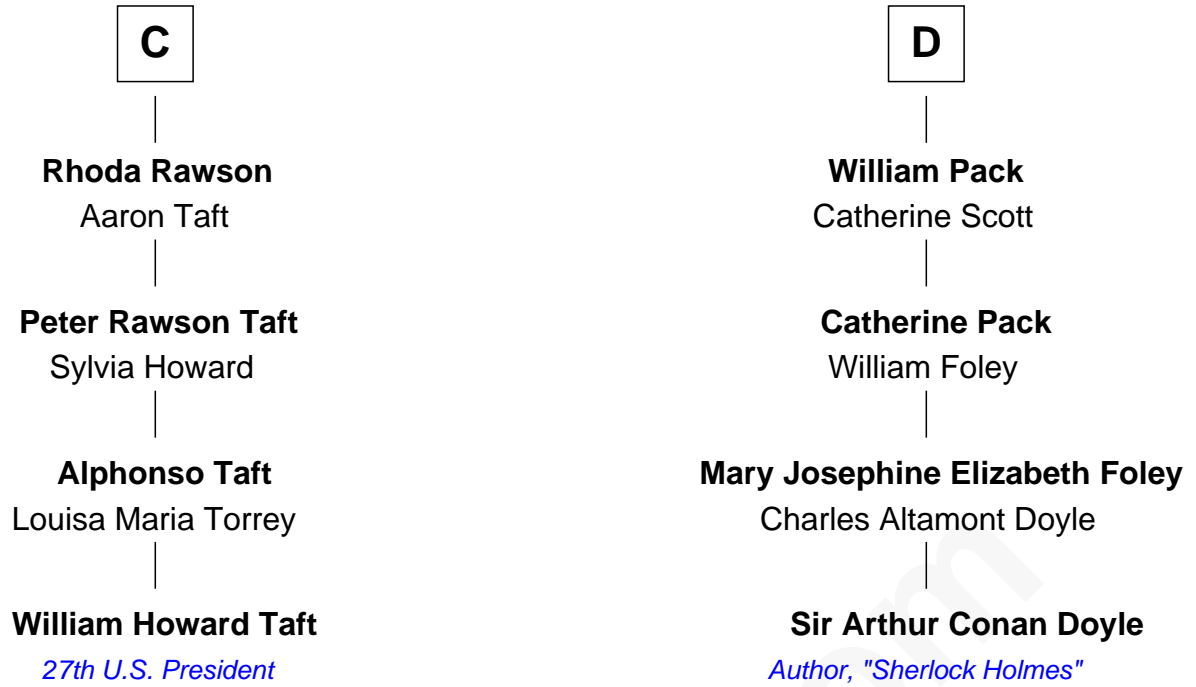 C
Rhoda Rawson
Aaron Taft
Peter Rawson Taft
Sylvia Howard
Alphonso Taft
Louisa Maria Torrey
William Howard Taft
27th U.S. President
D
William Pack
Catherine Scott
Catherine Pack
William Foley
Mary Josephine Elizabeth Foley
Charles Altamont Doyle
Sir Arthur Conan Doyle
Author, "Sherlock Holmes"